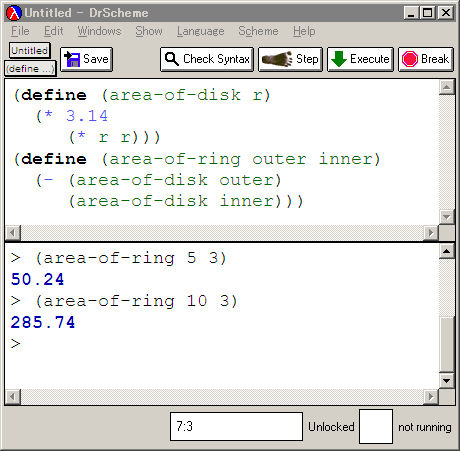 Untitled - DrScheme
File Edit Windows Show Language Scheme Help
Untitled
(define ...) Save Check Syntax Step Execute Break
(define (area-of-disk r)
(* 3.14
(* r r)))
(define (area-of-ring outer inner)
(- (area-of-disk outer)
(area-of-disk inner)))
> (area-of-ring 5 3)
50.24
> (area-of-ring 10 3)
285.74
>
7:3 Unlocked not running